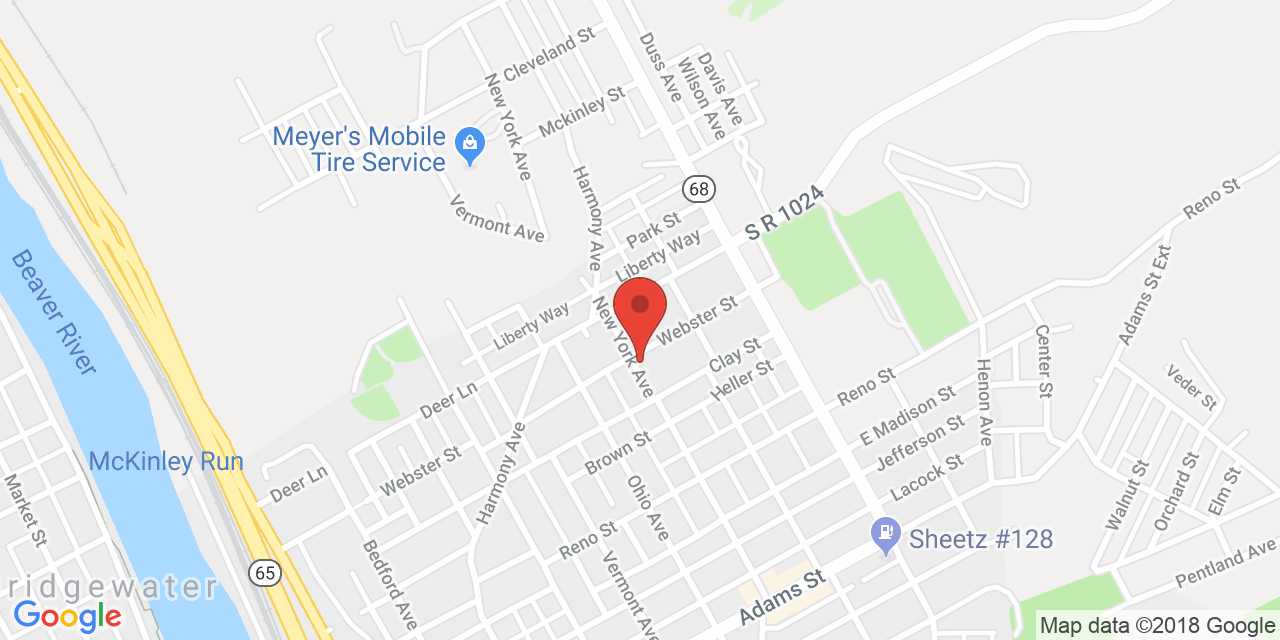 Cleveland St
Duss Ave
Davis Ave
Wilson Ave
New York Ave
Mckinley St
Meyer's Mobile
Tire Service
Harmony Ave
68
S R 1024
Reno St
Vermont Ave
Park St
Liberty Way
Beaver River
Adams St Ext
Liberty Way
New York Ave
Webster St
Center St
Clay St
Henon Ave
Heller St
Veder St
Reno St
Deer Ln
E Madison St
Jefferson St
Brown St
McKinley Run
Webster St
Harmony Ave
Lacock St
Deer Ln
Walnut St
Orchard St
Elm St
Market St
Ohio Ave
Reno St
Sheetz #128
Bedford Ave
Vermont Ave
65
Pentland Ave
ridgewater
Adams St
Google
Map data ©2018 Google